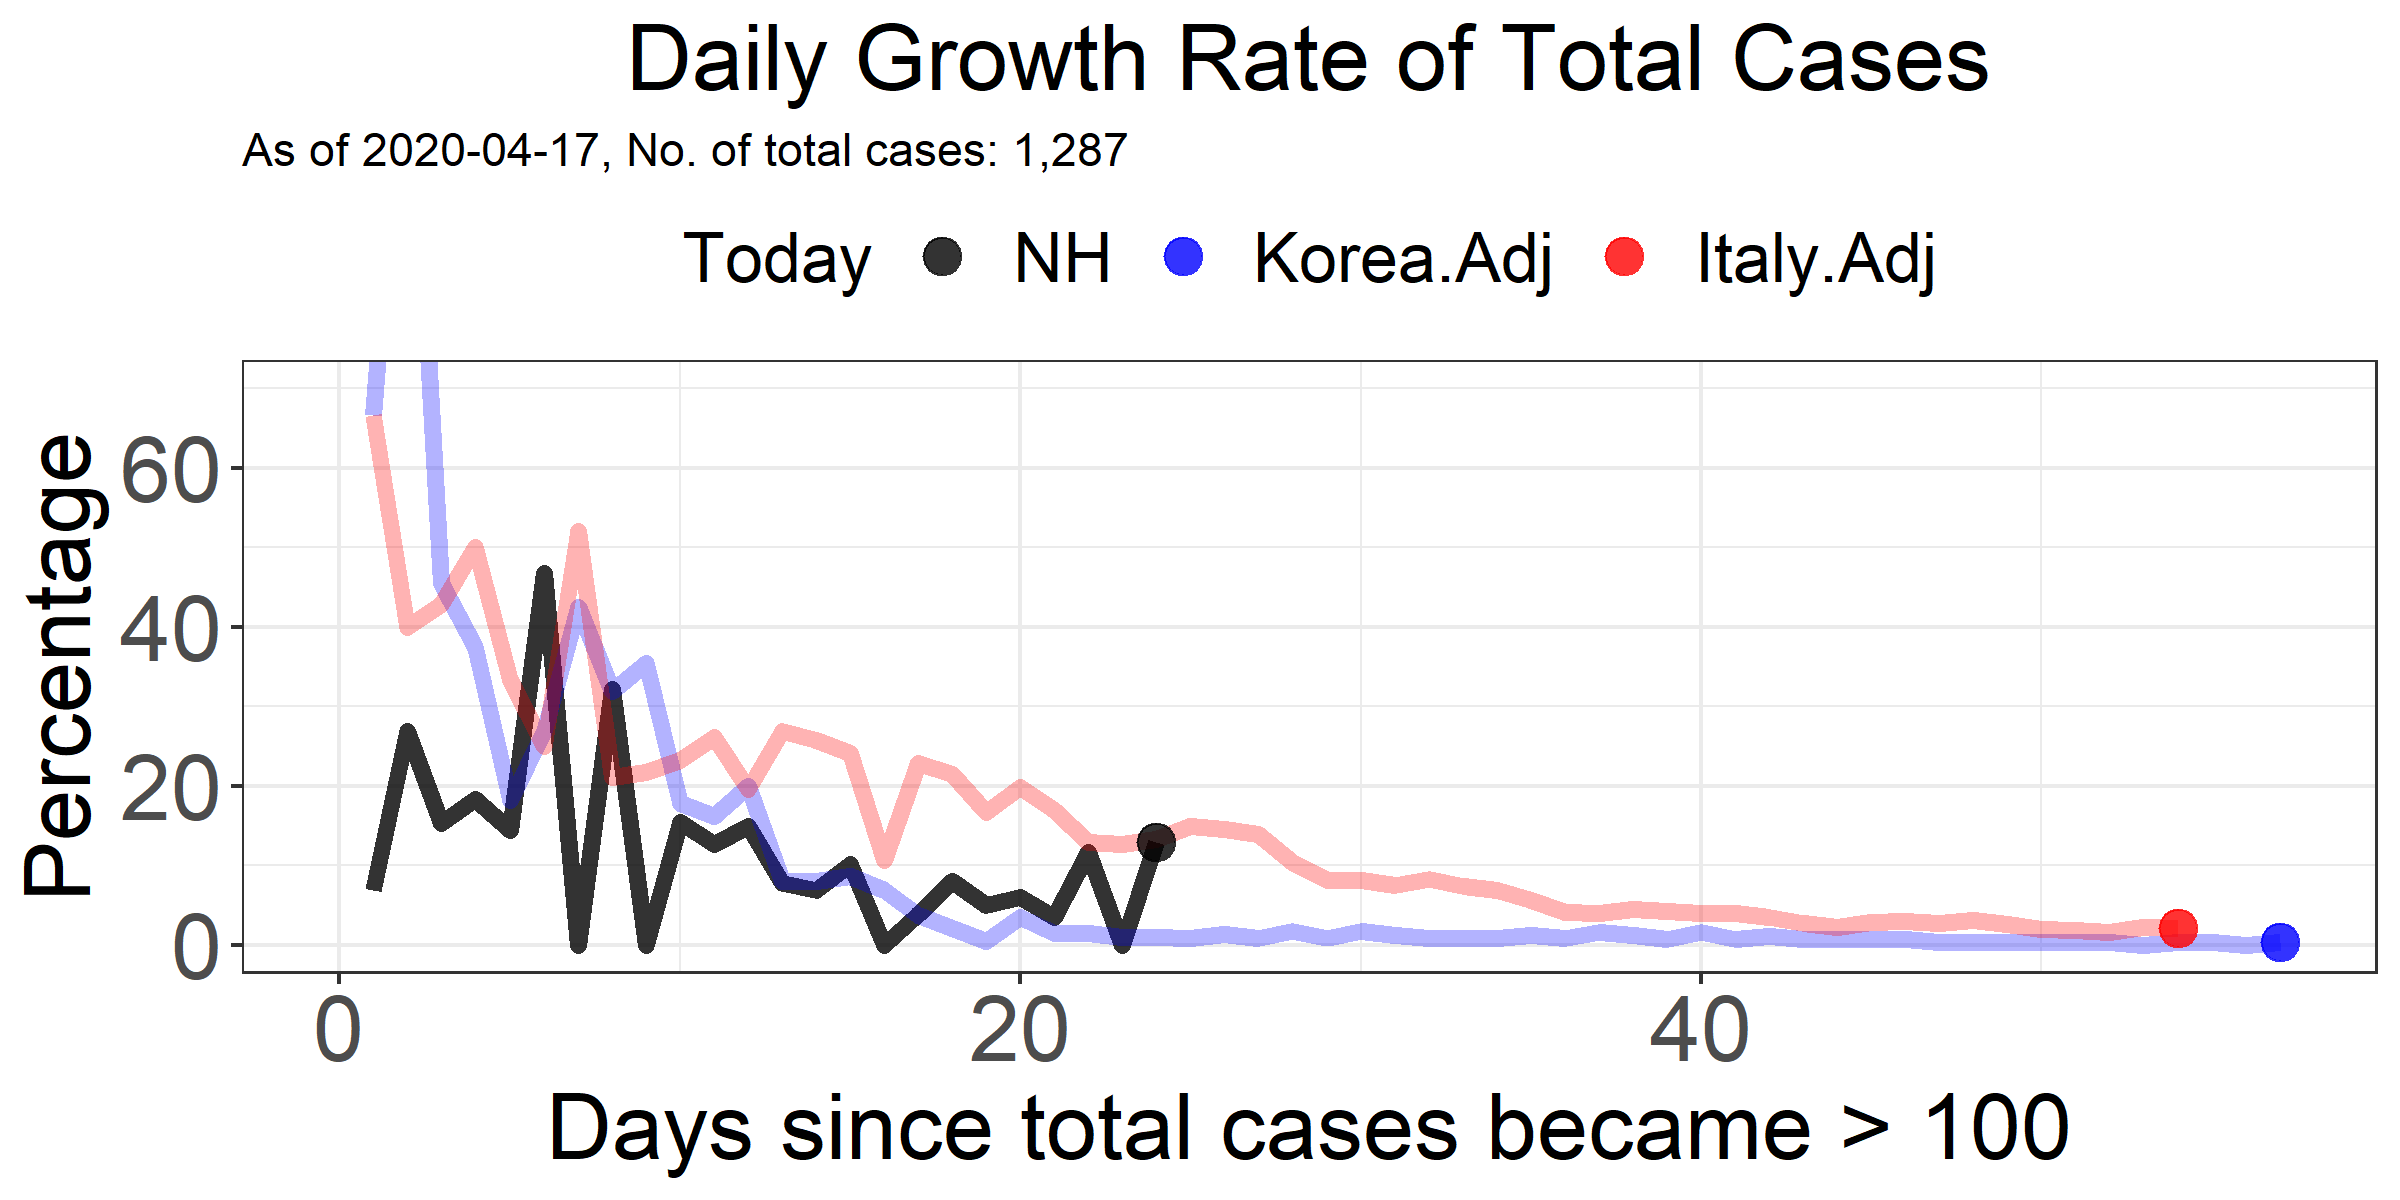 Daily Growth Rate of Total Cases
As of 2020-04-17, No. of total cases: 1,287
Today NH Korea.Adj Italy.Adj
Percentage
60
40
20
0
0 20 40
Days since total cases became > 100